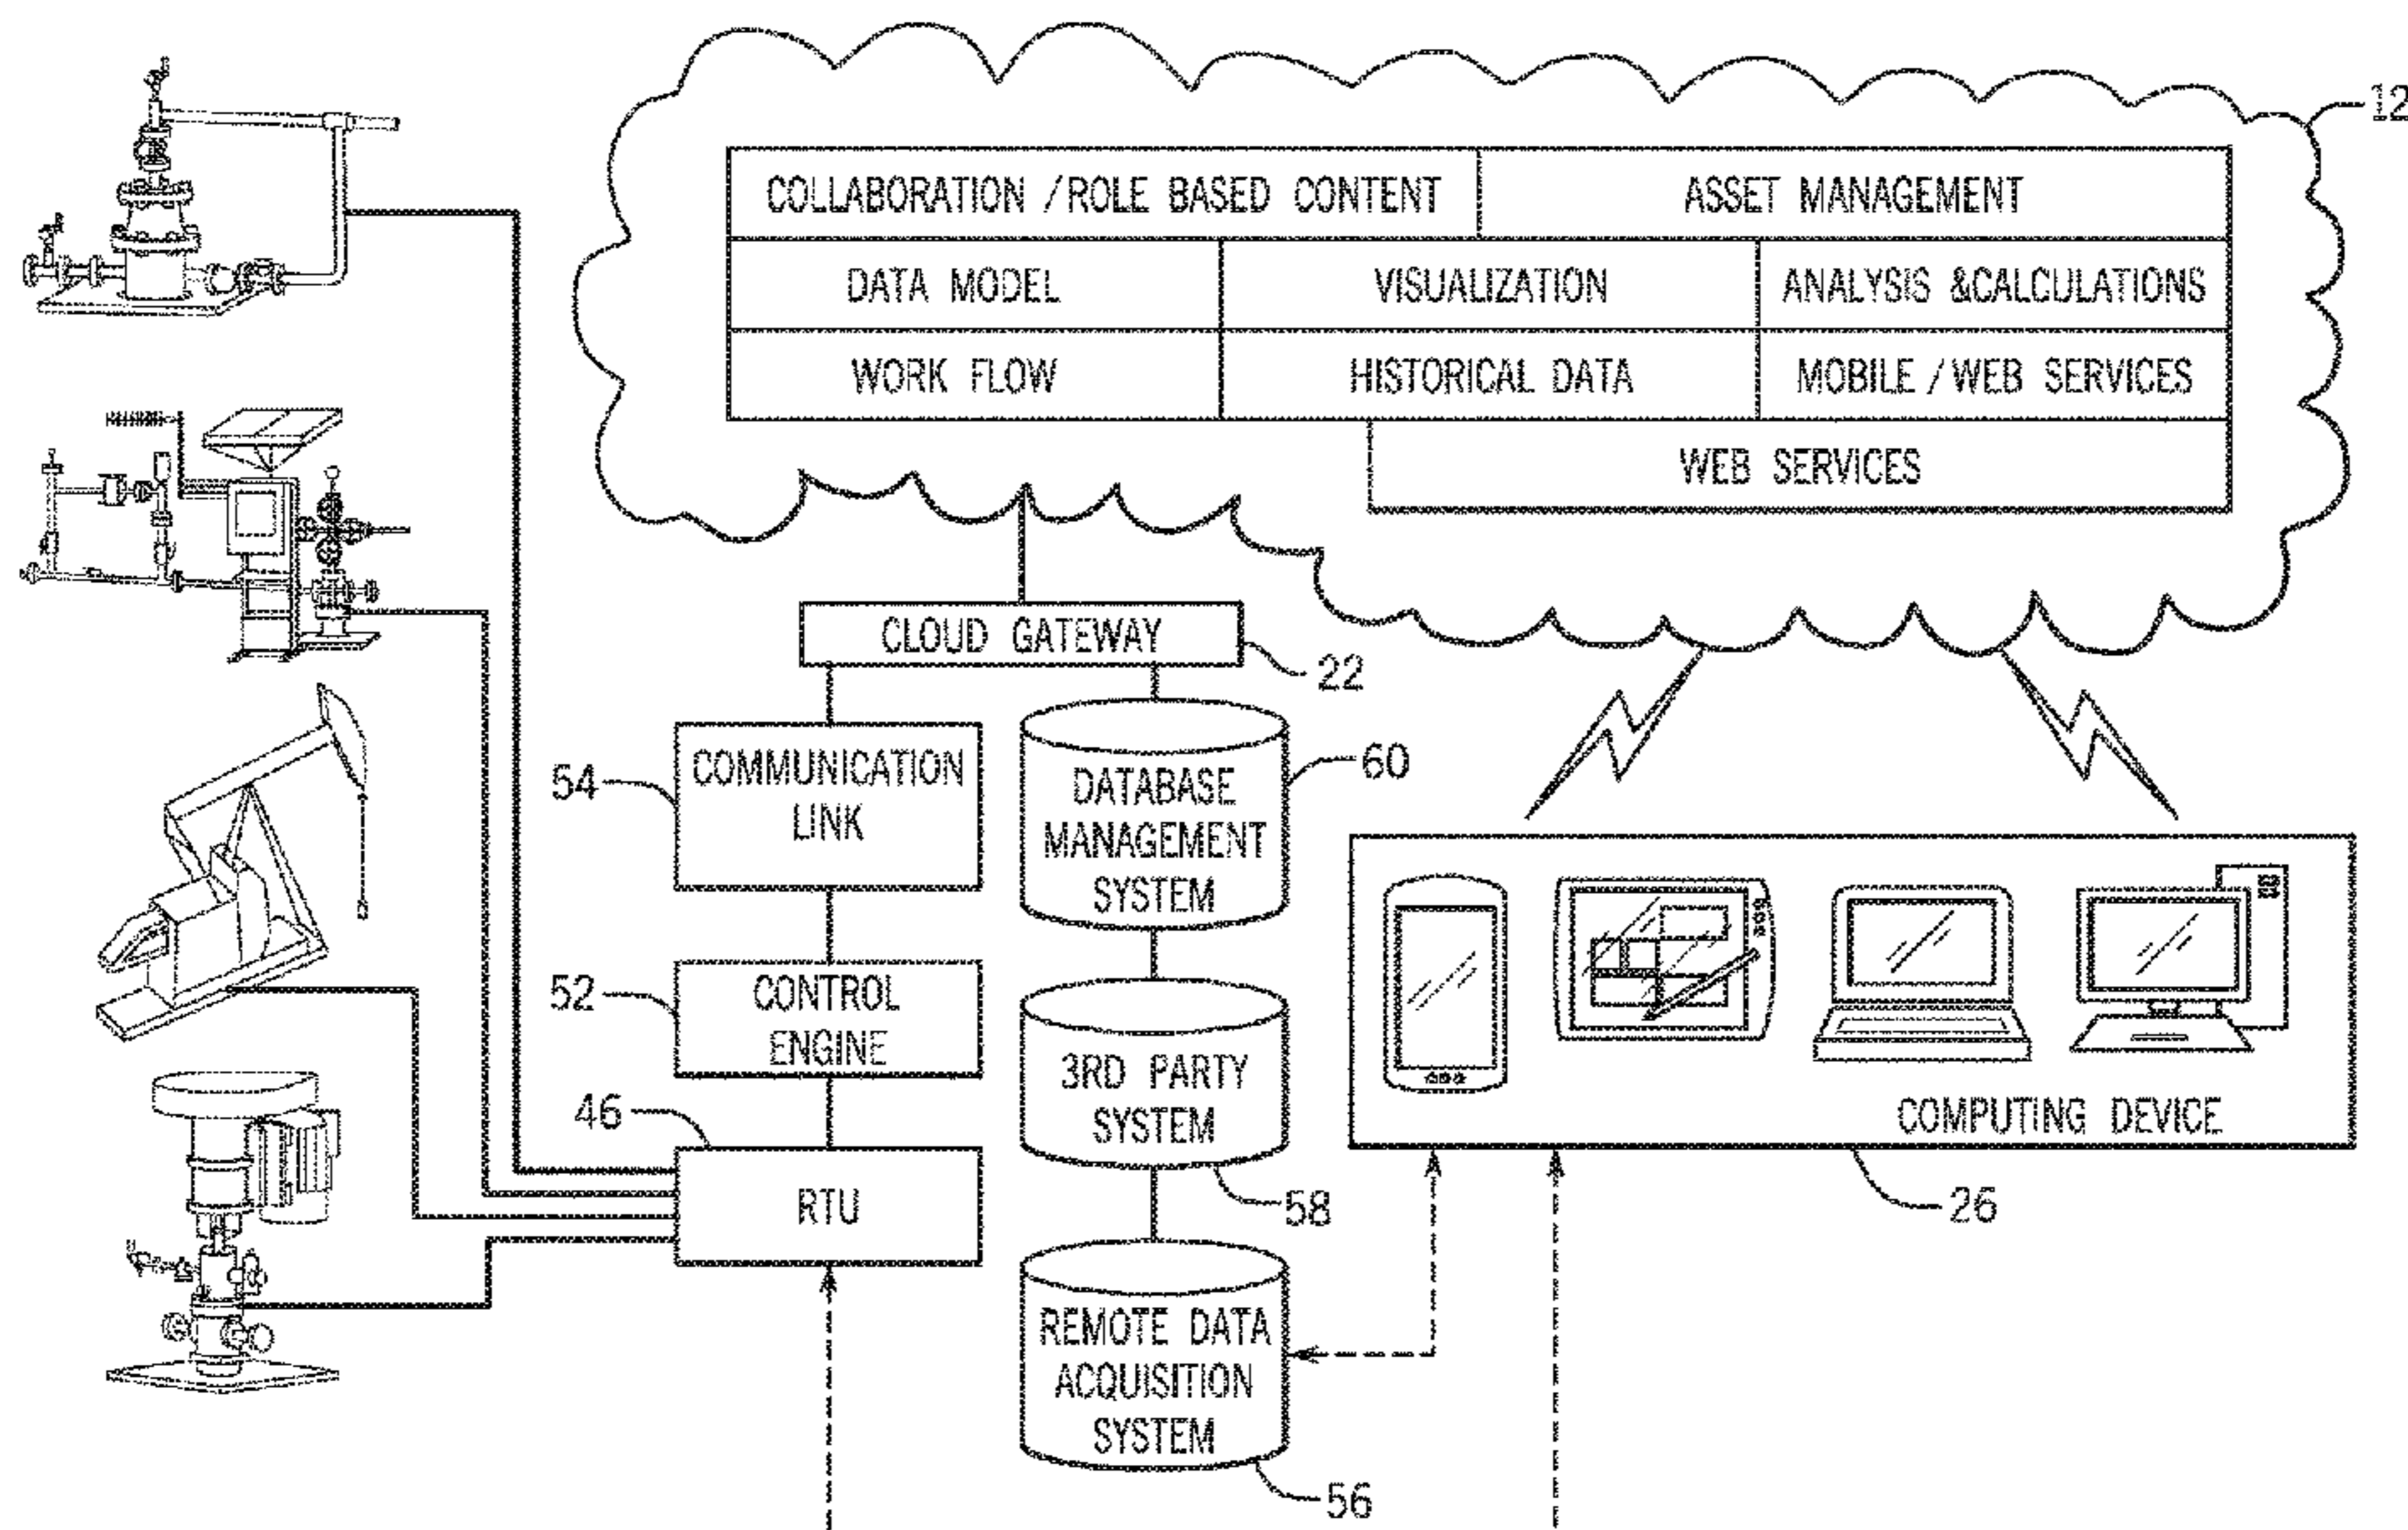 12
COLLABORATION / ROLE BASED CONTENT
ASSET MANAGEMENT
DATA MODEL
VISUALIZATION
ANALYSIS &CALCULATIONS
WORK FLOW
HISTORICAL DATA
MOBILE / WEB SERVICES
WEB SERVICES
CLOUD GATEWAY
22
54
COMMUNICATION
LINK
60
DATABASE
MANAGEMENT
SYSTEM
52
CONTROL
ENGINE
3RD PARTY
SYSTEM
58
46
RTU
COMPUTING DEVICE
26
REMOTE DATA
ACQUISITION
SYSTEM
56